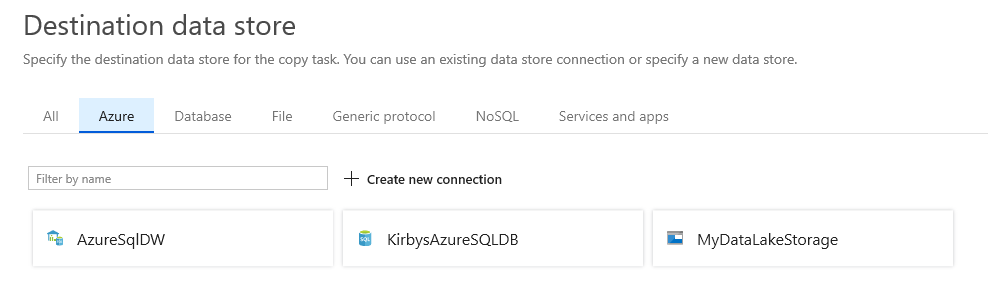 Destination data store
Specify the destination data store for the copy task. You can use an existing data store connection or specify a new data store.
All Azure Database File Generic protocol NoSQL Services and apps
Filter by name + Create new connection
AzureSqlDW SQL KirbysAzureSQLDB MyDataLakeStorage